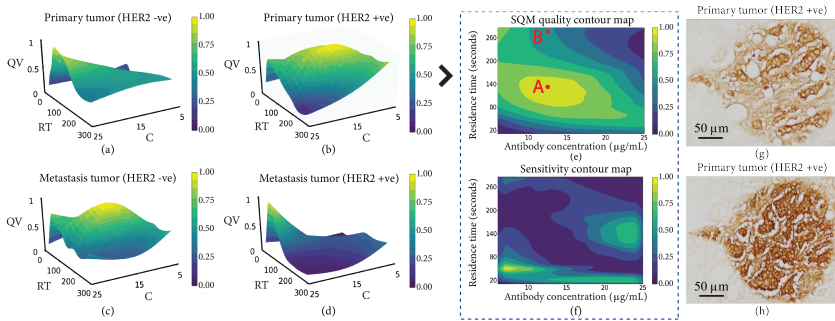 Primary tumor (HER2 -ve)
1.00
0.75
0.50
0.25
0.00
QV
1
0.5
0
0
100
200
300
RT
25
15
5
C
(a)
Primary tumor (HER2 +ve)
1.00
0.75
0.50
0.25
0.00
QV
1
0.5
0
0
100
200
300
RT
25
15
5
C
(b)
Metastasis tumor (HER2 -ve)
1.00
0.75
0.50
0.25
0.00
QV
1
0.5
0
0
100
200
300
RT
25
15
5
C
(c)
Metastasis tumor (HER2 +ve)
1.00
0.75
0.50
0.25
0.00
QV
1
0.5
0
0
100
200
300
RT
25
15
5
C
(d)
SQM quality contour map
Residence time (seconds)
260
200
140
80
20
B
A
10
15
20
25
Antibody concentration (µg/mL)
1.00
0.75
0.50
0.25
0.00
(e)
Sensitivity contour map
Residence time (seconds)
260
200
140
80
20
10
15
20
25
Antibody concentration (µg/mL)
1.00
0.75
0.50
0.25
0.00
(f)
Primary tumor (HER2 +ve)
50 µm
(g)
Primary tumor (HER2 +ve)
50 µm
(h)